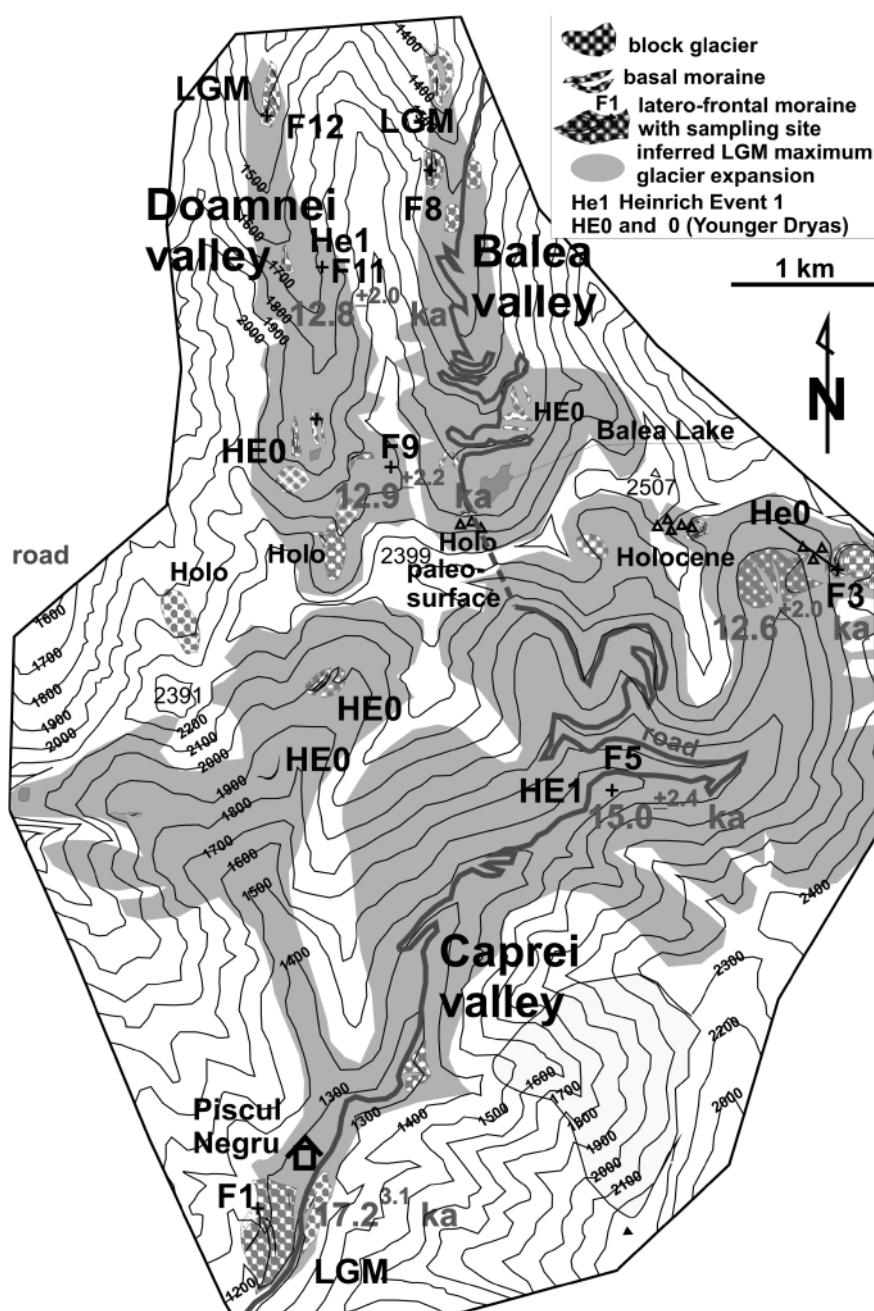 block glacier
basal moraine
F1 latero-frontal moraine
with sampling site
inferred LGM maximum
glacier expansion
He1 Heinrich Event 1
HE0 and 0 (Younger Dryas)
1 km
N
1400
1400
LGM
F12
LGM
F8
1500
1600
Doamnei
valley
He1
F11
1700
1800
1900
2000
12.8±2.0 ka
Balea
valley
HE0
Balea Lake
HE0
F9
12.9±2.2 ka
2507
He0
Holo
Holocene
F3
12.6±2.0 ka
road
Holo
Holo
2399
paleo-
surface
1600
1700
1800
1900
2000
2391
2200
2100
2000
1900
1800
1700
1600
1500
1400
HE0
HE0
road
F5
HE1
15.0±2.4 ka
2400
2300
2200
2000
Caprei
valley
1300
1300
1400
1500
1600
1700
1800
1900
2000
2100
Piscul
Negru
F1
17.2 3.1 ka
1200
LGM